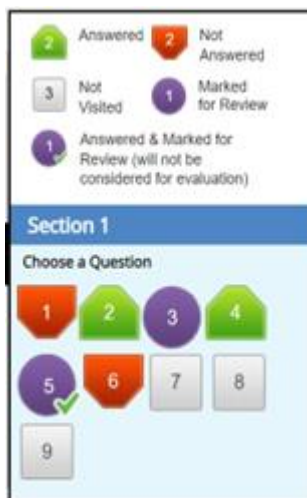 2 Answered 2 Not Answered
3 Not Visited 1 Marked for Review
1 Answered & Marked for
Review (will not be
considered for evaluation)
Section 1
Choose a Question
1 2 3 4
5 6 7 8
9